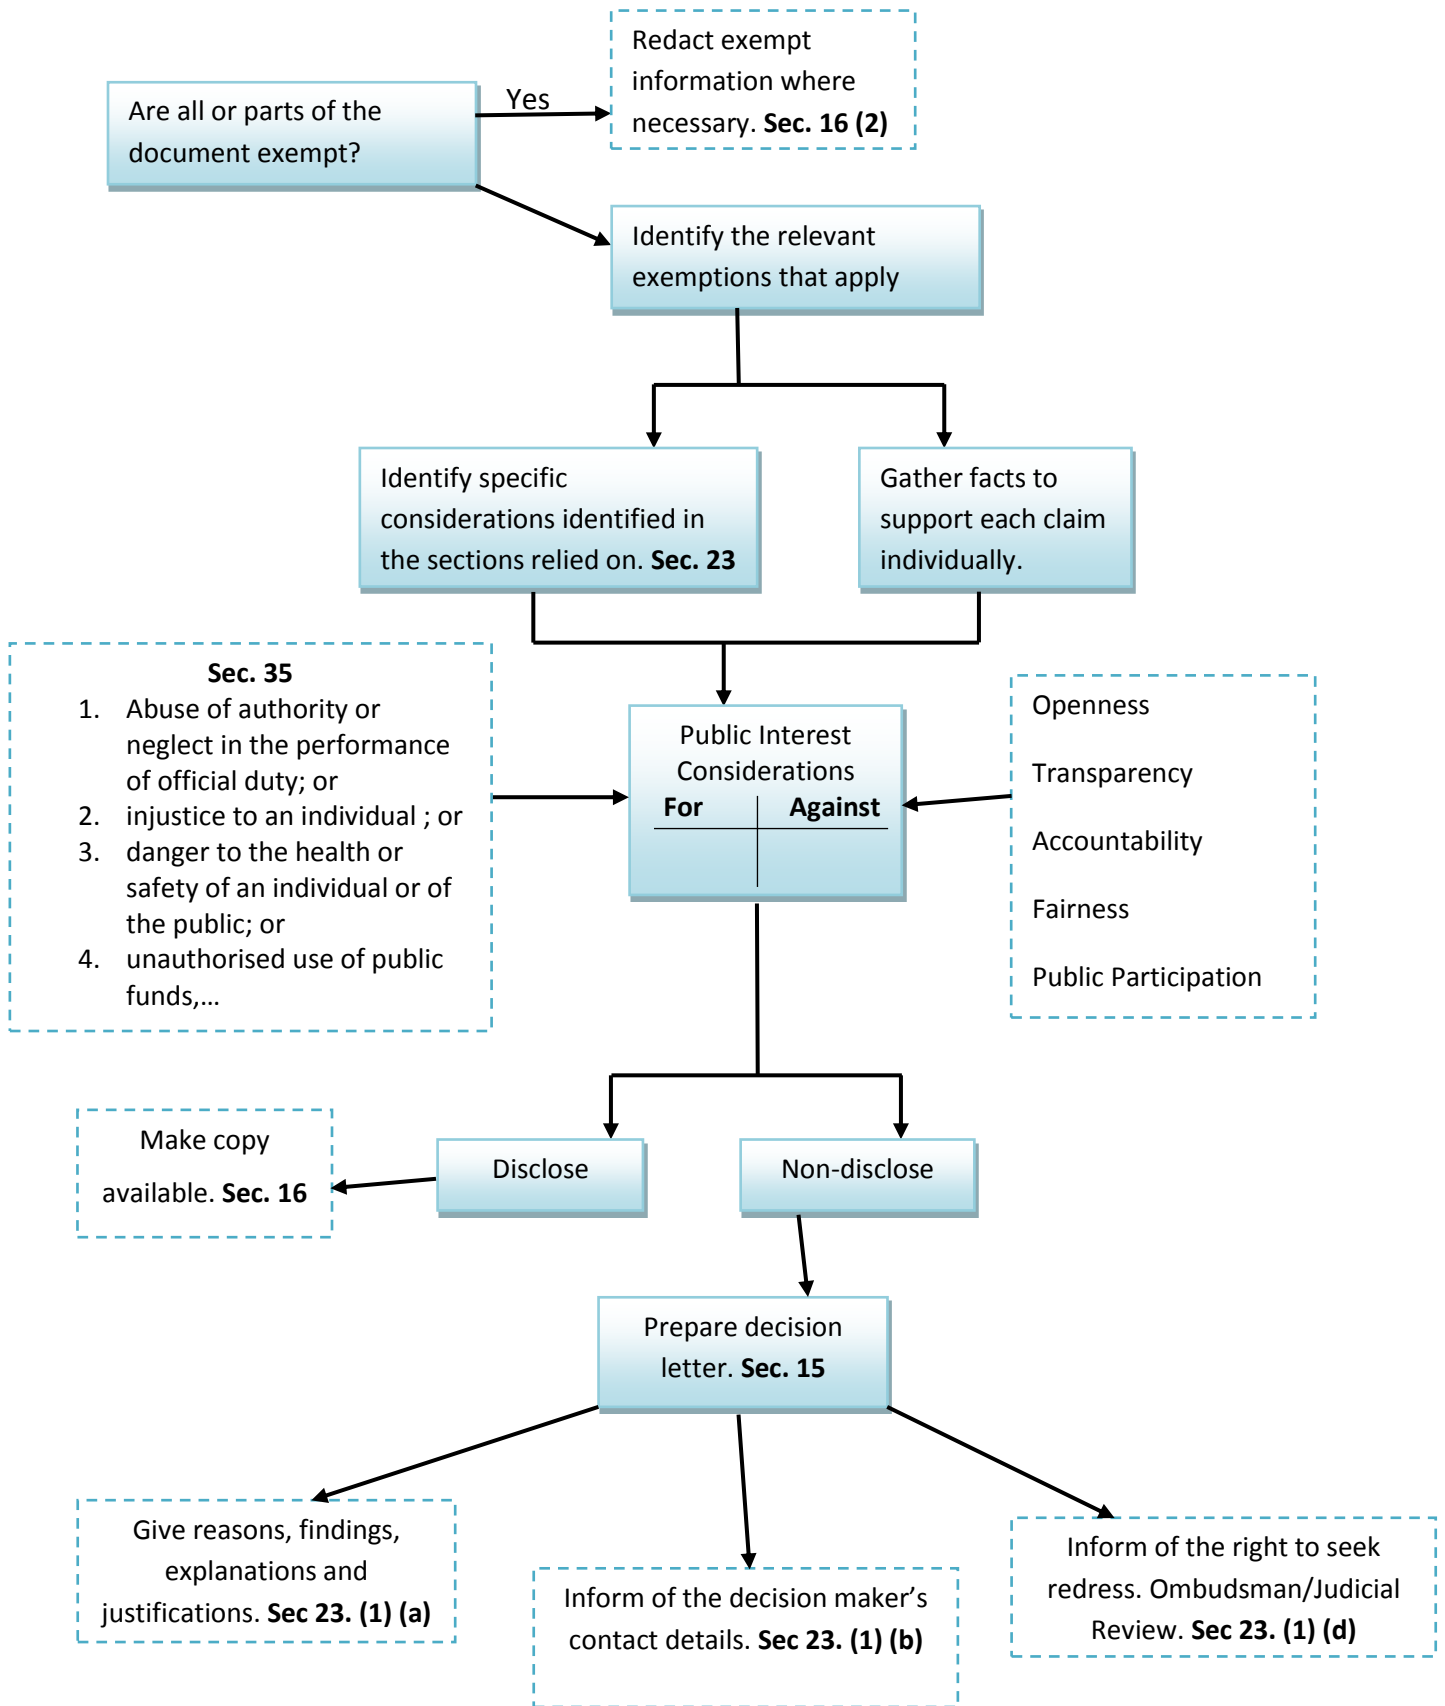 Redact exempt
information where
necessary. Sec. 16 (2)
Are all or parts of the
document exempt?
Yes
Identify the relevant
exemptions that apply
Identify specific
considerations identified in
the sections relied on. Sec. 23
Gather facts to
support each claim
individually.
Sec. 35
1. Abuse of authority or
neglect in the performance
of official duty; or
2. injustice to an individual ; or
3. danger to the health or
safety of an individual or of
the public; or
4. unauthorised use of public
funds,…
Public Interest
Considerations
For Against
Openness
Transparency
Accountability
Fairness
Public Participation
Make copy
available. Sec. 16
Disclose
Non-disclose
Prepare decision
letter. Sec. 15
Give reasons, findings,
explanations and
justifications. Sec 23. (1) (a)
Inform of the decision maker’s
contact details. Sec 23. (1) (b)
Inform of the right to seek
redress. Ombudsman/Judicial
Review. Sec 23. (1) (d)